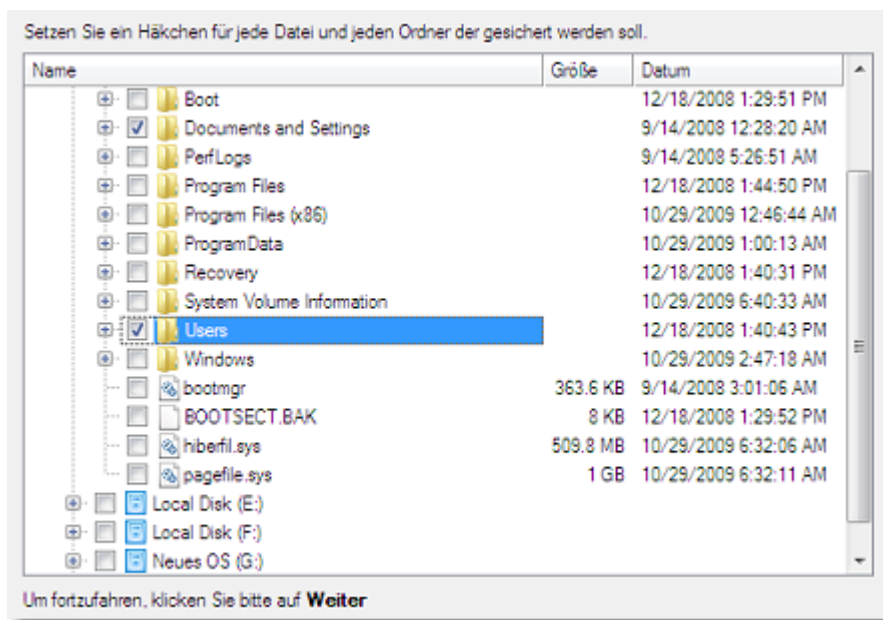 Setzen Sie ein Häkchen für jede Datei und jeden Ordner der gesichert werden soll.
Name Größe Datum
Boot 12/18/2008 1:29:51 PM
Documents and Settings 9/14/2008 12:28:20 AM
PerfLogs 9/14/2008 5:26:51 AM
Program Files 12/18/2008 1:44:50 PM
Program Files (x86) 10/29/2009 12:46:44 AM
ProgramData 10/29/2009 1:00:13 AM
Recovery 12/18/2008 1:40:31 PM
System Volume Information 10/29/2009 6:40:33 AM
Users 12/18/2008 1:40:43 PM
Windows 10/29/2009 2:47:18 AM
bootmgr 363.6 KB 9/14/2008 3:01:06 AM
BOOTSECT.BAK 8 KB 12/18/2008 1:29:52 PM
hiberfil.sys 509.8 MB 10/29/2009 6:32:06 AM
pagefile.sys 1 GB 10/29/2009 6:32:11 AM
Local Disk (E:)
Local Disk (F:)
Neues OS (G:)
Um fortzufahren, klicken Sie bitte auf Weiter